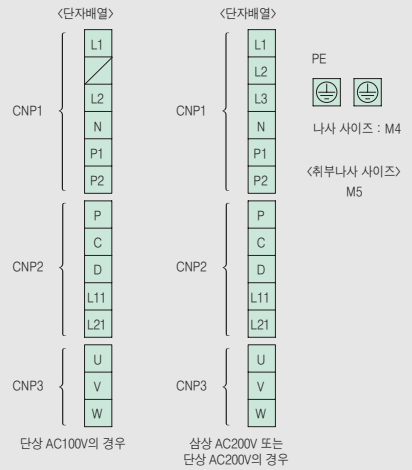 〈단자배열〉
L1
L2
N
P1
P2
CNP1
P
C
D
L11
L21
CNP2
U
V
W
CNP3
단상 AC100V의 경우
〈단자배열〉
L1
L2
L3
N
P1
P2
CNP1
P
C
D
L11
L21
CNP2
U
V
W
CNP3
삼상 AC200V 또는
단상 AC200V의 경우
PE
나사 사이즈 : M4
〈취부나사 사이즈〉
M5